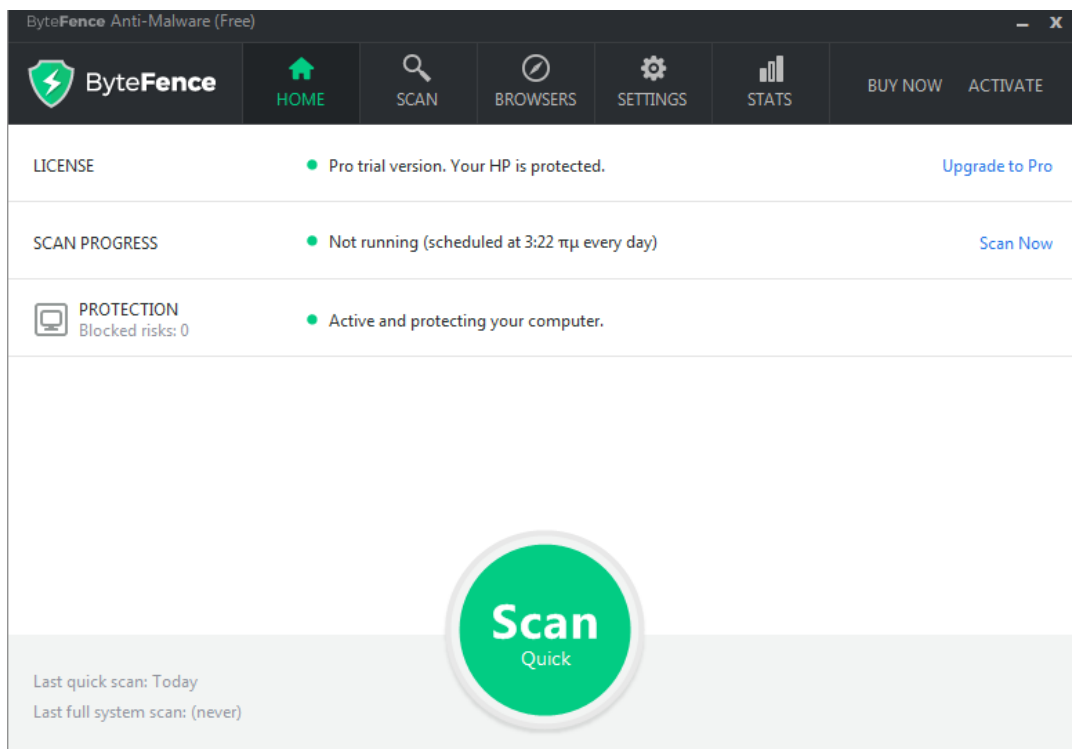 ByteFence Anti-Malware (Free)
ByteFence
HOME
SCAN
BROWSERS
SETTINGS
STATS
BUY NOW
ACTIVATE
LICENSE
Pro trial version. Your HP is protected.
Upgrade to Pro
SCAN PROGRESS
Not running (scheduled at 3:22 πμ every day)
Scan Now
PROTECTION
Blocked risks: 0
Active and protecting your computer.
Scan
Quick
Last quick scan: Today
Last full system scan: (never)